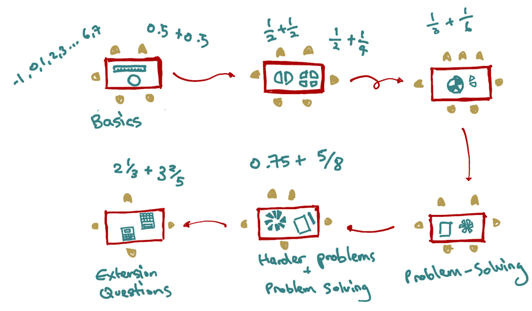 -1, 0, 1, 2, 3 ... 6, 7
0.5 + 0.5
1/2 + 1/2
1/2 + 1/4
1/3 + 1/6
Basics
2 1/3 + 3 2/5
0.75 + 5/8
Extension
Questions
Harder problems
+
Problem Solving
Problem-Solving